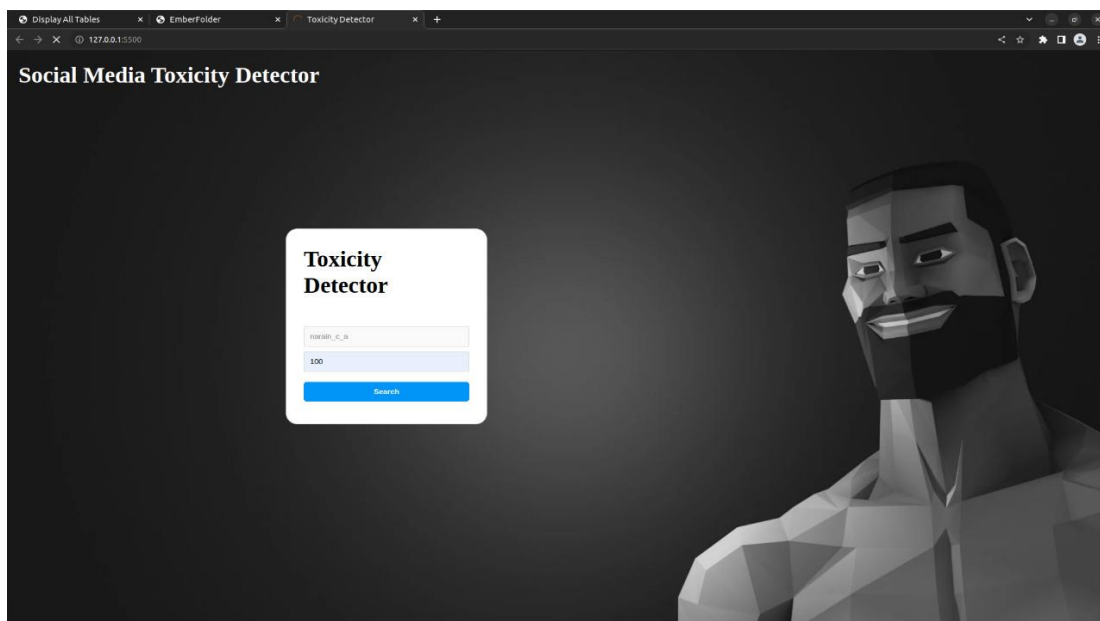 Display All Tables
EmberFolder
Toxicity Detector
127.0.0.1:5500
Social Media Toxicity Detector
Toxicity
Detector
narain_c_n
100
Search